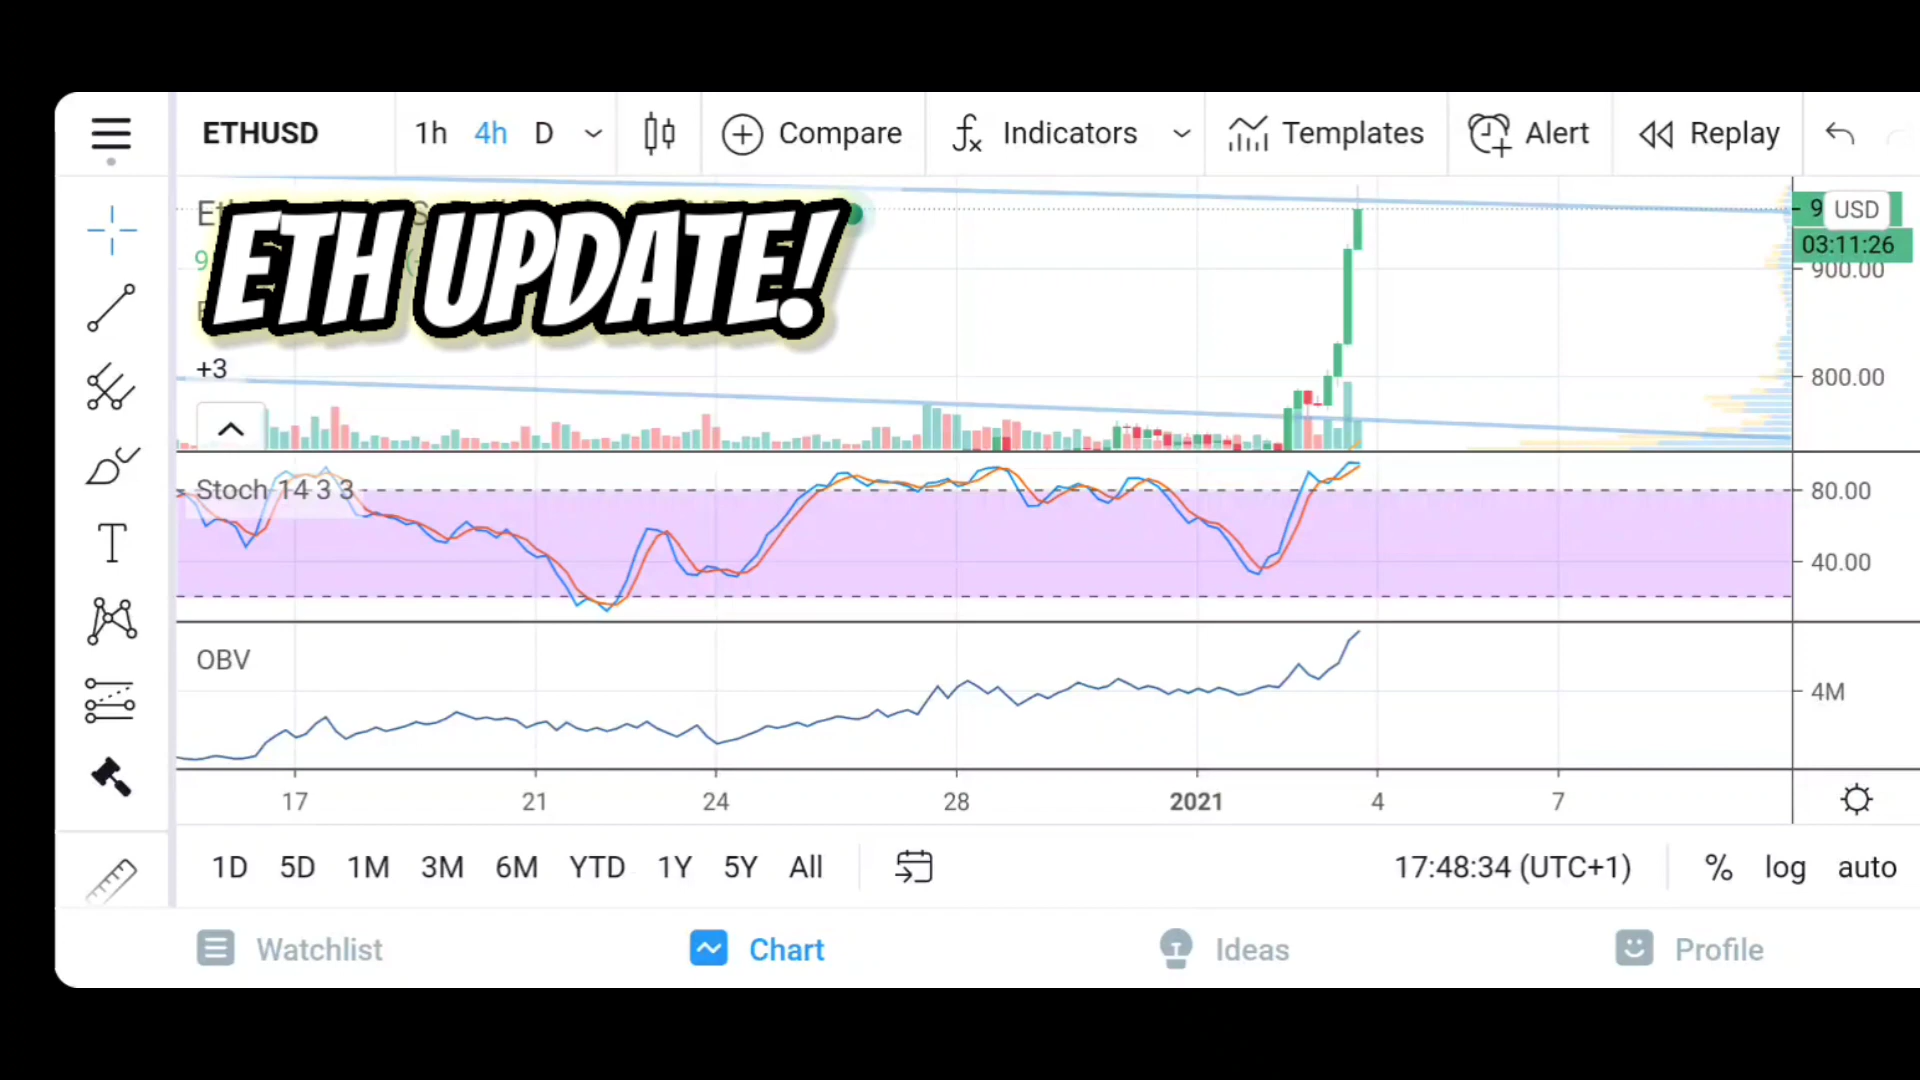 ETHUSD 1h 4h D Compare fx Indicators Templates Alert Replay
ETH UPDATE!
9 USD
03:11:26
900.00
+3
800.00
Stoch 14 3 3
80.00
40.00
OBV
4M
17 21 24 28 2021 4 7
1D 5D 1M 3M 6M YTD 1Y 5Y All 17:48:34 (UTC+1) % log auto
Watchlist Chart Ideas Profile